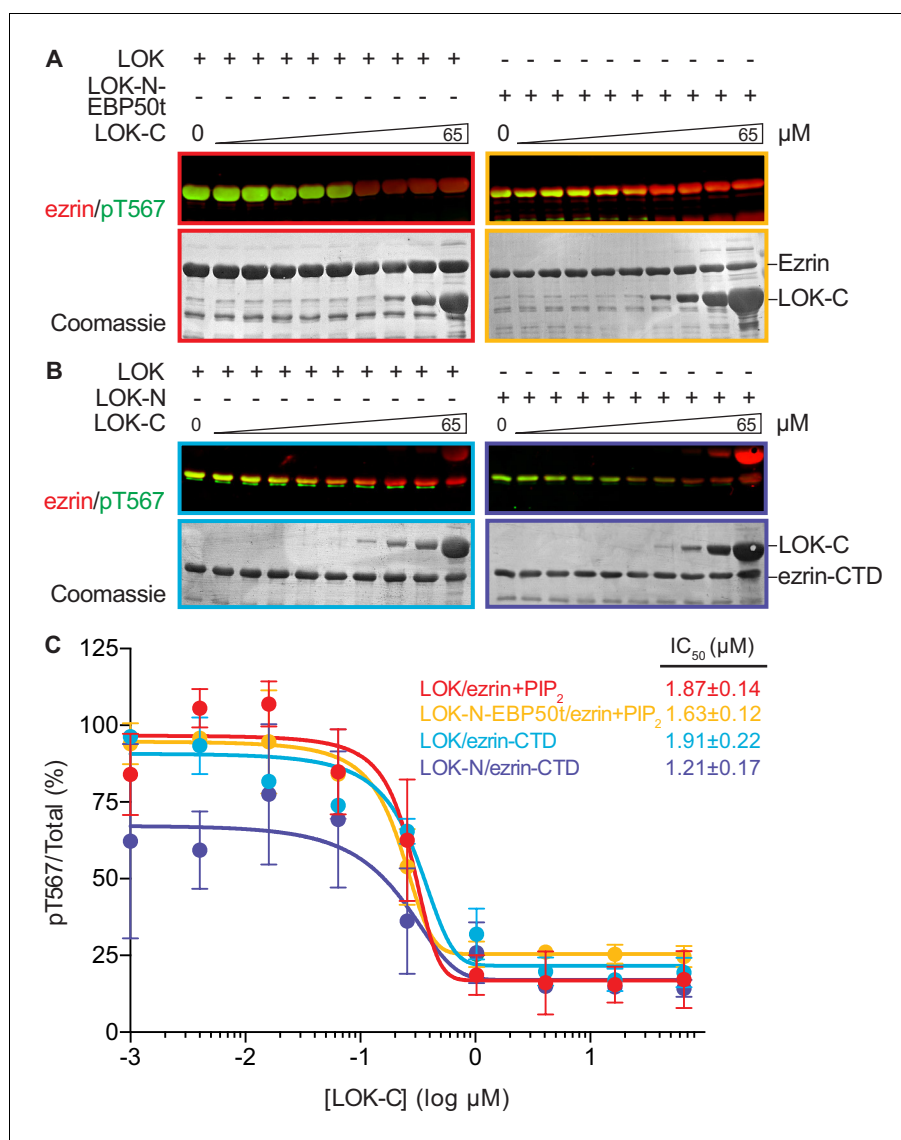 A
LOK + + + + + + + + + + - - - - - - - - - -
LOK-N-
EBP50t - - - - - - - - - - + + + + + + + + + +
LOK-C 0 65 0 65 µM
ezrin/pT567
Ezrin
LOK-C
Coomassie
B
LOK + + + + + + + + + + - - - - - - - - - -
LOK-N - - - - - - - - - - + + + + + + + + + +
LOK-C 0 65 0 65 µM
ezrin/pT567
LOK-C
ezrin-CTD
Coomassie
C
IC50 (µM)
LOK/ezrin+PIP2 1.87±0.14
LOK-N-EBP50t/ezrin+PIP2 1.63±0.12
LOK/ezrin-CTD 1.91±0.22
LOK-N/ezrin-CTD 1.21±0.17
pT567/Total (%)
125
100
75
50
25
0
-3 -2 -1 0 1
[LOK-C] (log µM)